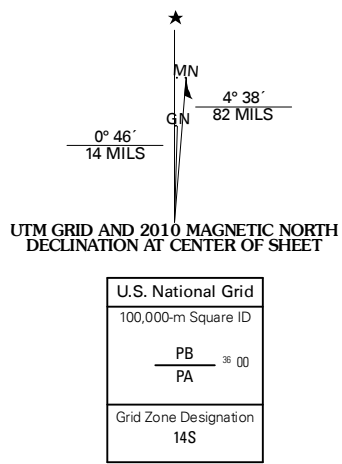 MN
4° 38´
82 MILS
GN
0° 46´
14 MILS
UTM GRID AND 2010 MAGNETIC NORTH
DECLINATION AT CENTER OF SHEET
U.S. National Grid
100,000-m Square ID
PB
36 00
PA
Grid Zone Designation
14S